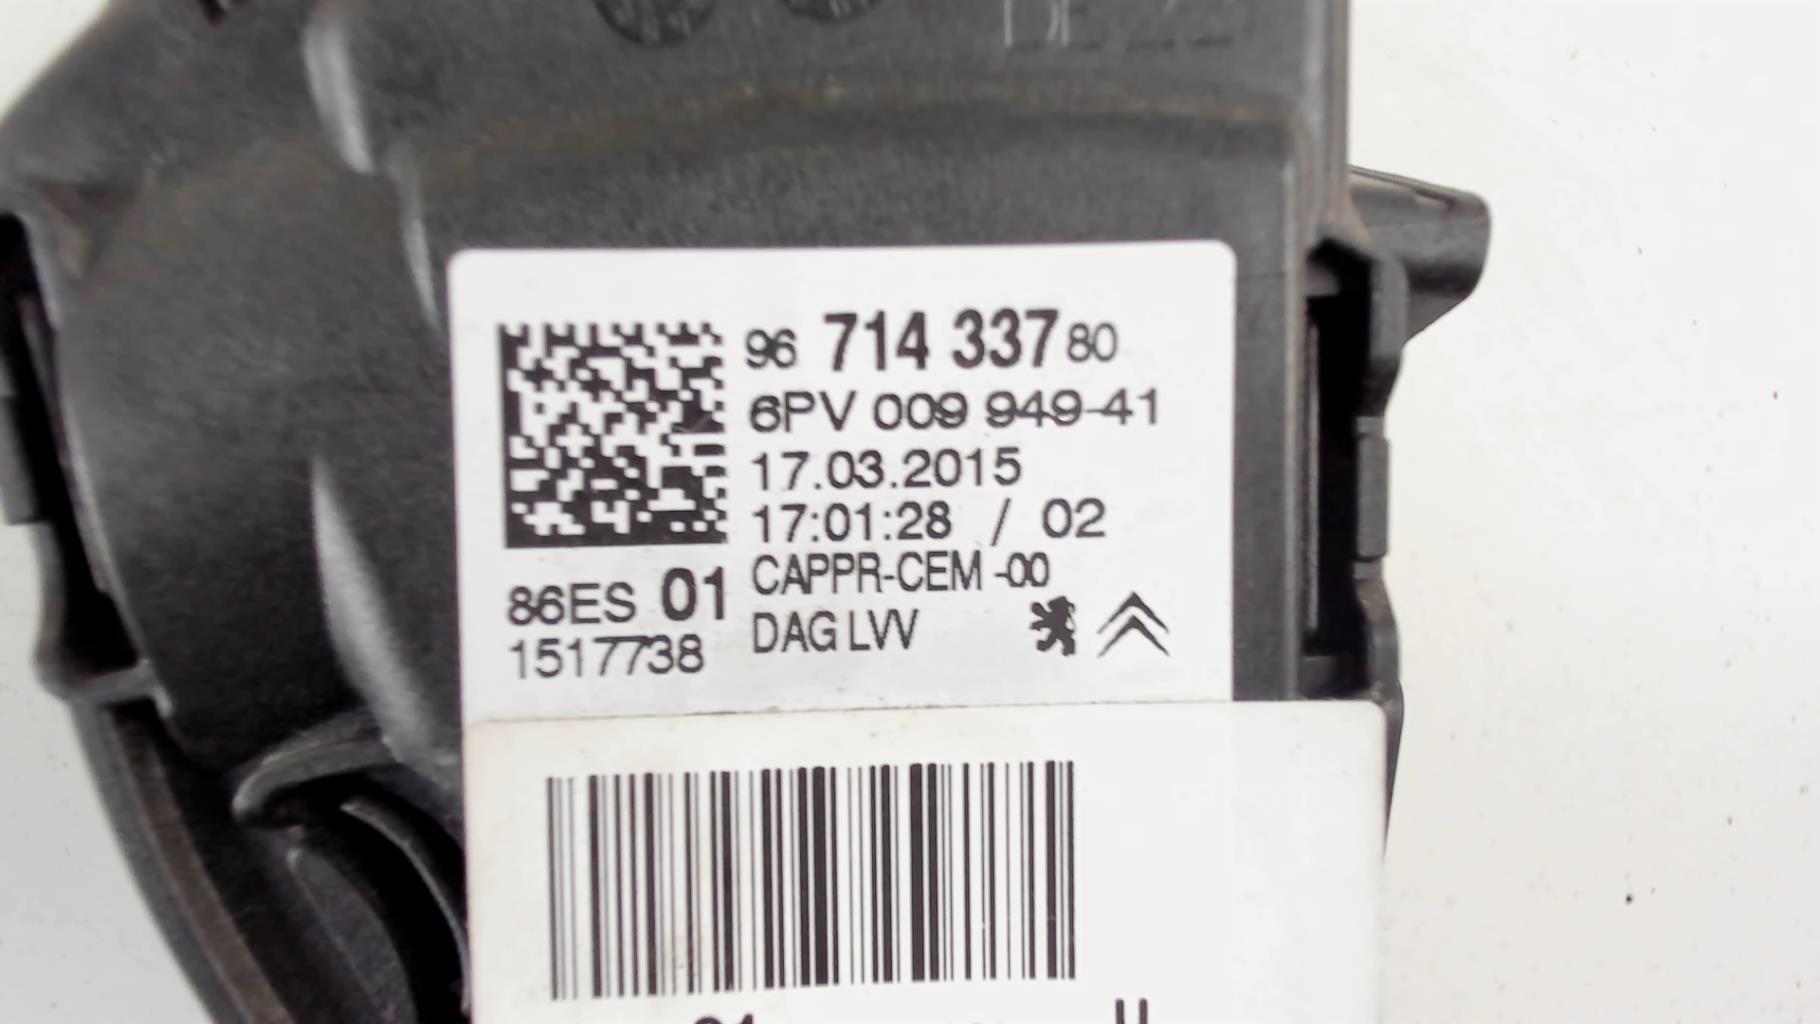 96 714 337 80
6PV 009 949-41
17.03.2015
17:01:28 / 02
86ES 01 CAPPR-CEM -00
1517738 DAG LVV